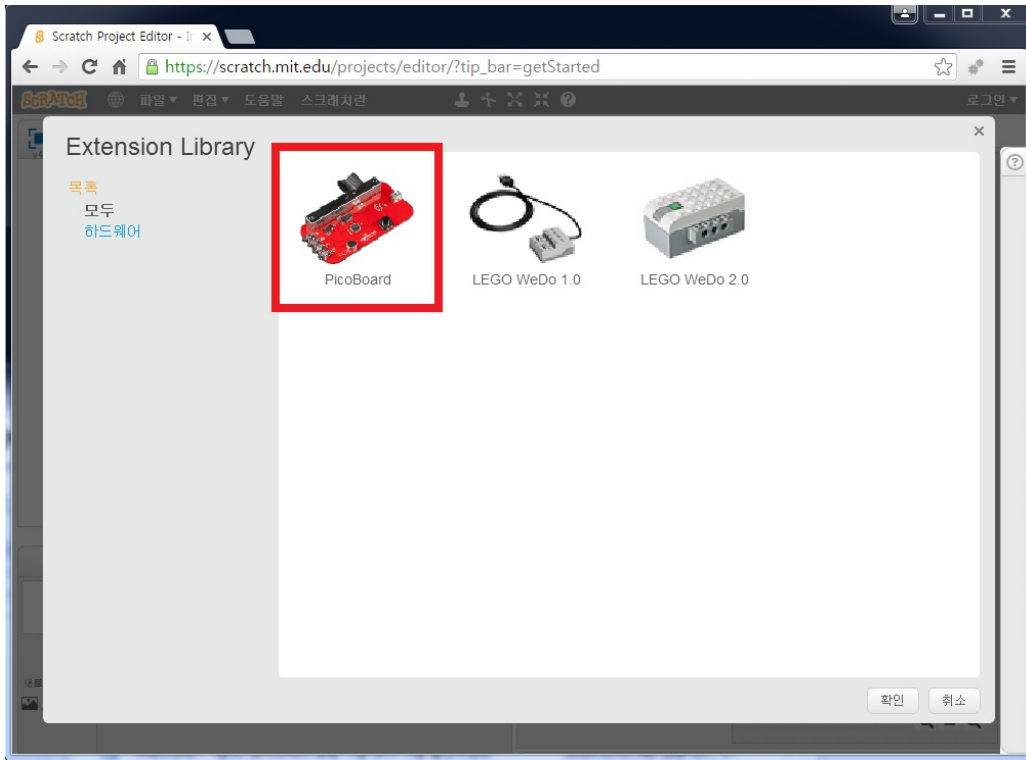 Scratch Project Editor - I
https://scratch.mit.edu/projects/editor/?tip_bar=getStarted
SCRATCH 파일 편집 도움말 스크래치란 로그인
Extension Library
목록
모두
하드웨어
PicoBoard LEGO WeDo 1.0 LEGO WeDo 2.0
확인 취소